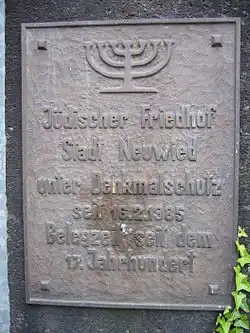 Jüdischer Friedhof
Stadt Neuwied
unter Denkmalschutz
seit 16.2.1985
Belegzeit seit dem
17. Jahrhundert